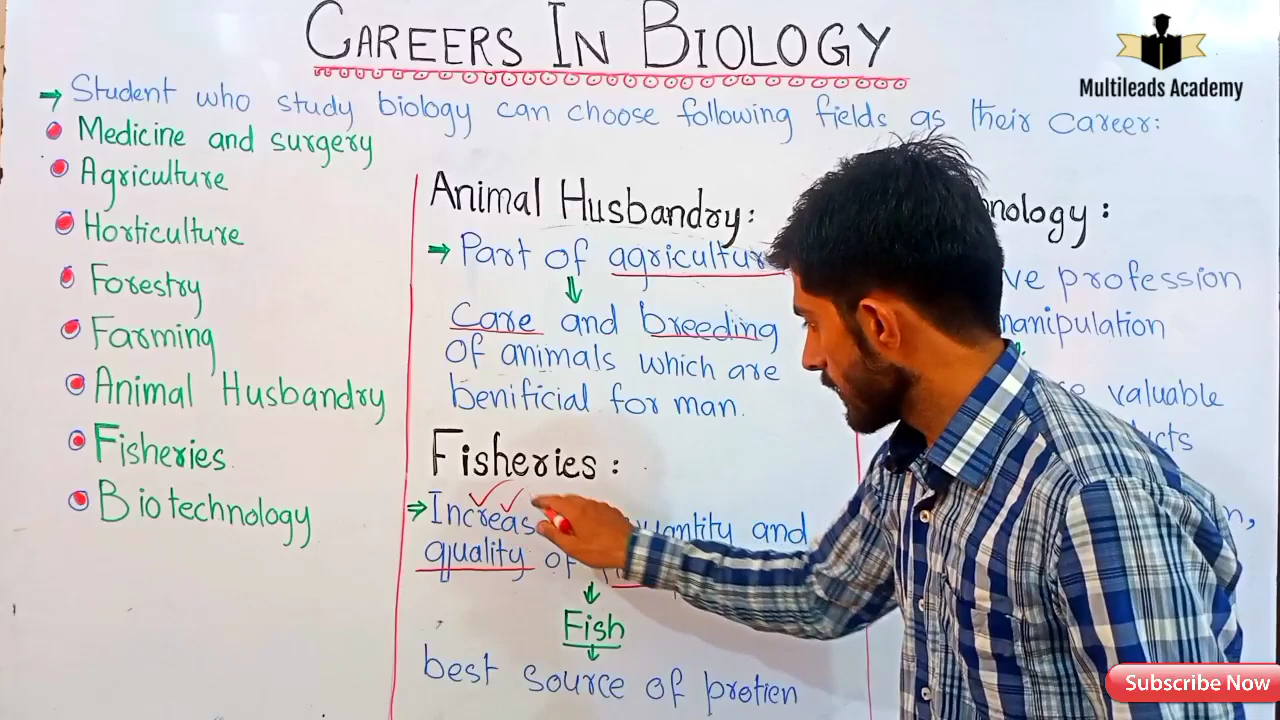 CAREERS IN BIOLOGY
Multileads Academy
→ Student who study biology can choose following fields as their career:
Medicine and surgery
Agriculture
Horticulture
Forestry
Farming
Animal Husbandry
Fisheries
Biotechnology
Animal Husbandry:
→ Part of agriculture
↓
care and breeding
of animals which are
benificial for man.
Fisheries:
⇒ Increas quantity and
quality of
↓
Fish
↓
best source of protien
nology:
ve profession
manipulation
valuable
ucts
n,
Subscribe Now